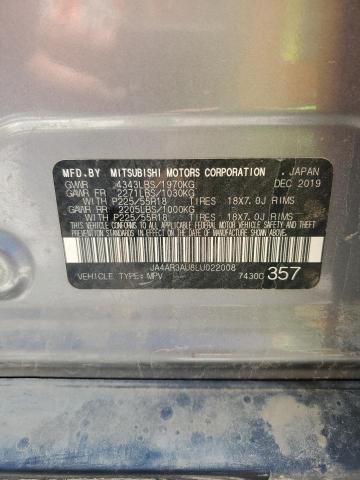 MFD.BY MITSUBISHI MOTORS CORPORATION . JAPAN
GVWR 4343LBS/1970KG DEC 2019
GAWR FR 2271LBS/1030KG
WITH P225/55R18 TIRES 18X7.0J RIMS
GAWR RR 2205LBS/1000KG
WITH P225/55R18 TIRES 18X7.0J RIMS
THIS VEHICLE CONFORMS TO ALL APPLICABLE FEDERAL MOTOR VEHICLE SAFETY AND THEFT
PREVENTION STANDARDS IN EFFECT ON THE DATE OF MANUFACTURE SHOWN ABOVE.
JA4AR3AU8LU022008
VEHICLE TYPE:MPV 7430C 357